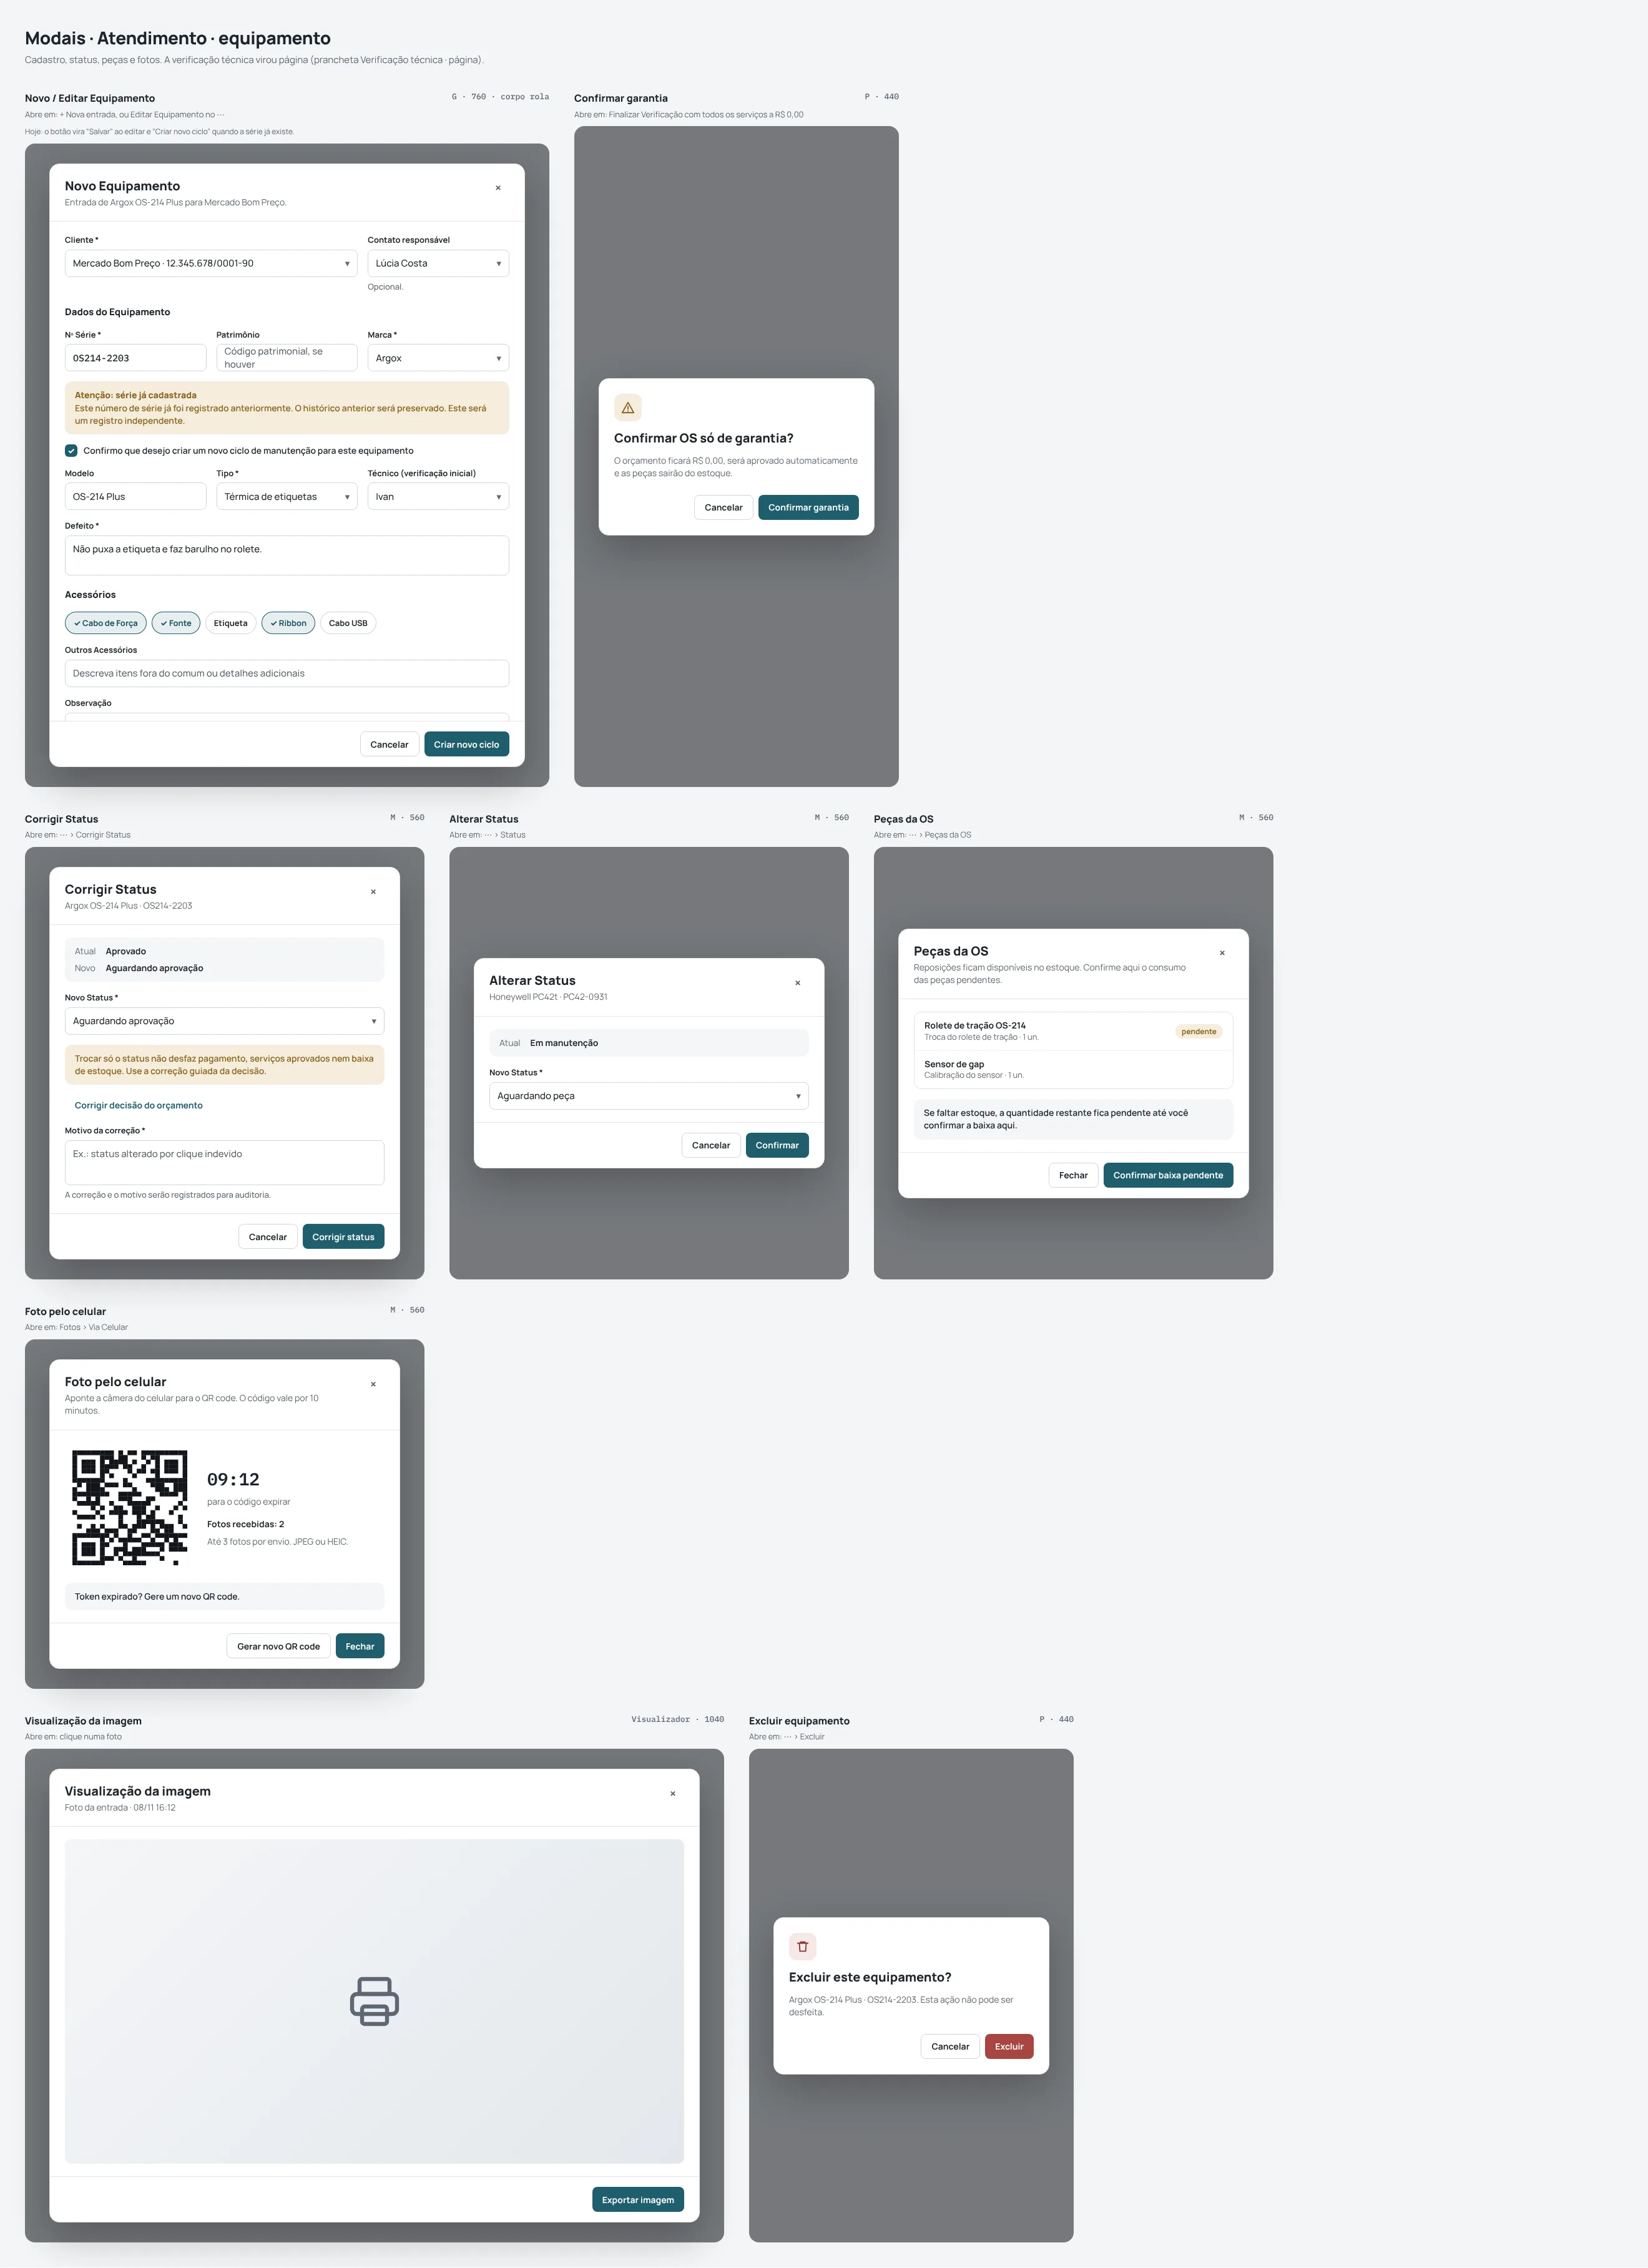 Modais · Atendimento · equipamento
Cadastro, status, peças e fotos. A verificação técnica virou página (prancheta Verificação técnica · página).
Novo / Editar Equipamento
G · 760 · corpo rola
Abre em: + Nova entrada, ou Editar Equipamento no ···
Hoje: o botão vira "Salvar" ao editar e "Criar novo ciclo" quando a série já existe.
Novo Equipamento
×
Entrada de Argox OS-214 Plus para Mercado Bom Preço.
Cliente *
Contato responsável
Mercado Bom Preço · 12.345.678/0001-90
Lúcia Costa
Opcional.
Dados do Equipamento
Nº Série *
Patrimônio
Marca *
OS214-2203
Código patrimonial, se
houver
Argox
Atenção: série já cadastrada
Este número de série já foi registrado anteriormente. O histórico anterior será preservado. Este será
um registro independente.
Confirmo que desejo criar um novo ciclo de manutenção para este equipamento
Modelo
Tipo *
Técnico (verificação inicial)
OS-214 Plus
Térmica de etiquetas
Ivan
Defeito *
Não puxa a etiqueta e faz barulho no rolete.
Acessórios
✓ Cabo de Força
✓ Fonte
Etiqueta
✓ Ribbon
Cabo USB
Outros Acessórios
Descreva itens fora do comum ou detalhes adicionais
Observação
Cancelar
Criar novo ciclo
Confirmar garantia
P · 440
Abre em: Finalizar Verificação com todos os serviços a R$ 0,00
Confirmar OS só de garantia?
O orçamento ficará R$ 0,00, será aprovado automaticamente
e as peças sairão do estoque.
Cancelar
Confirmar garantia
Corrigir Status
M · 560
Abre em: ··· › Corrigir Status
Corrigir Status
×
Argox OS-214 Plus · OS214-2203
Atual Aprovado
Novo Aguardando aprovação
Novo Status *
Aguardando aprovação
Trocar só o status não desfaz pagamento, serviços aprovados nem baixa
de estoque. Use a correção guiada da decisão.
Corrigir decisão do orçamento
Motivo da correção *
Ex.: status alterado por clique indevido
A correção e o motivo serão registrados para auditoria.
Cancelar
Corrigir status
Alterar Status
M · 560
Abre em: ··· › Status
Alterar Status
×
Honeywell PC42t · PC42-0931
Atual Em manutenção
Novo Status *
Aguardando peça
Cancelar
Confirmar
Peças da OS
M · 560
Abre em: ··· › Peças da OS
Peças da OS
×
Reposições ficam disponíveis no estoque. Confirme aqui o consumo
das peças pendentes.
Rolete de tração OS-214
Troca do rolete de tração · 1 un.
pendente
Sensor de gap
Calibração do sensor · 1 un.
Se faltar estoque, a quantidade restante fica pendente até você
confirmar a baixa aqui.
Fechar
Confirmar baixa pendente
Foto pelo celular
M · 560
Abre em: Fotos › Via Celular
Foto pelo celular
×
Aponte a câmera do celular para o QR code. O código vale por 10
minutos.
09:12
para o código expirar
Fotos recebidas: 2
Até 3 fotos por envio. JPEG ou HEIC.
Token expirado? Gere um novo QR code.
Gerar novo QR code
Fechar
Visualização da imagem
Visualizador · 1040
Abre em: clique numa foto
Visualização da imagem
×
Foto da entrada · 08/11 16:12
Exportar imagem
Excluir equipamento
P · 440
Abre em: ··· › Excluir
Excluir este equipamento?
Argox OS-214 Plus · OS214-2203. Esta ação não pode ser
desfeita.
Cancelar
Excluir